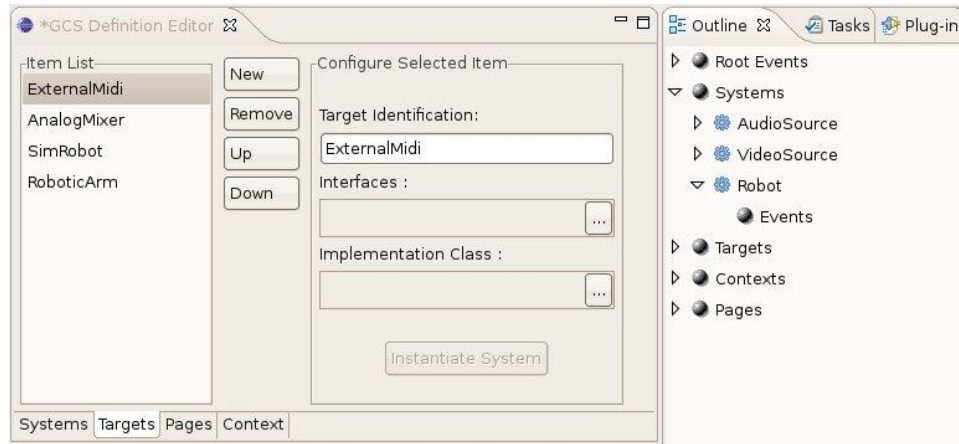 *GCS Definition Editor
Item List
ExternalMidi
AnalogMixer
SimRobot
RoboticArm
New
Remove
Up
Down
Configure Selected Item
Target Identification:
ExternalMidi
Interfaces :
...
Implementation Class :
...
Instantiate System
Systems Targets Pages Context
Outline Tasks Plug-in
Root Events
Systems
AudioSource
VideoSource
Robot
Events
Targets
Contexts
Pages